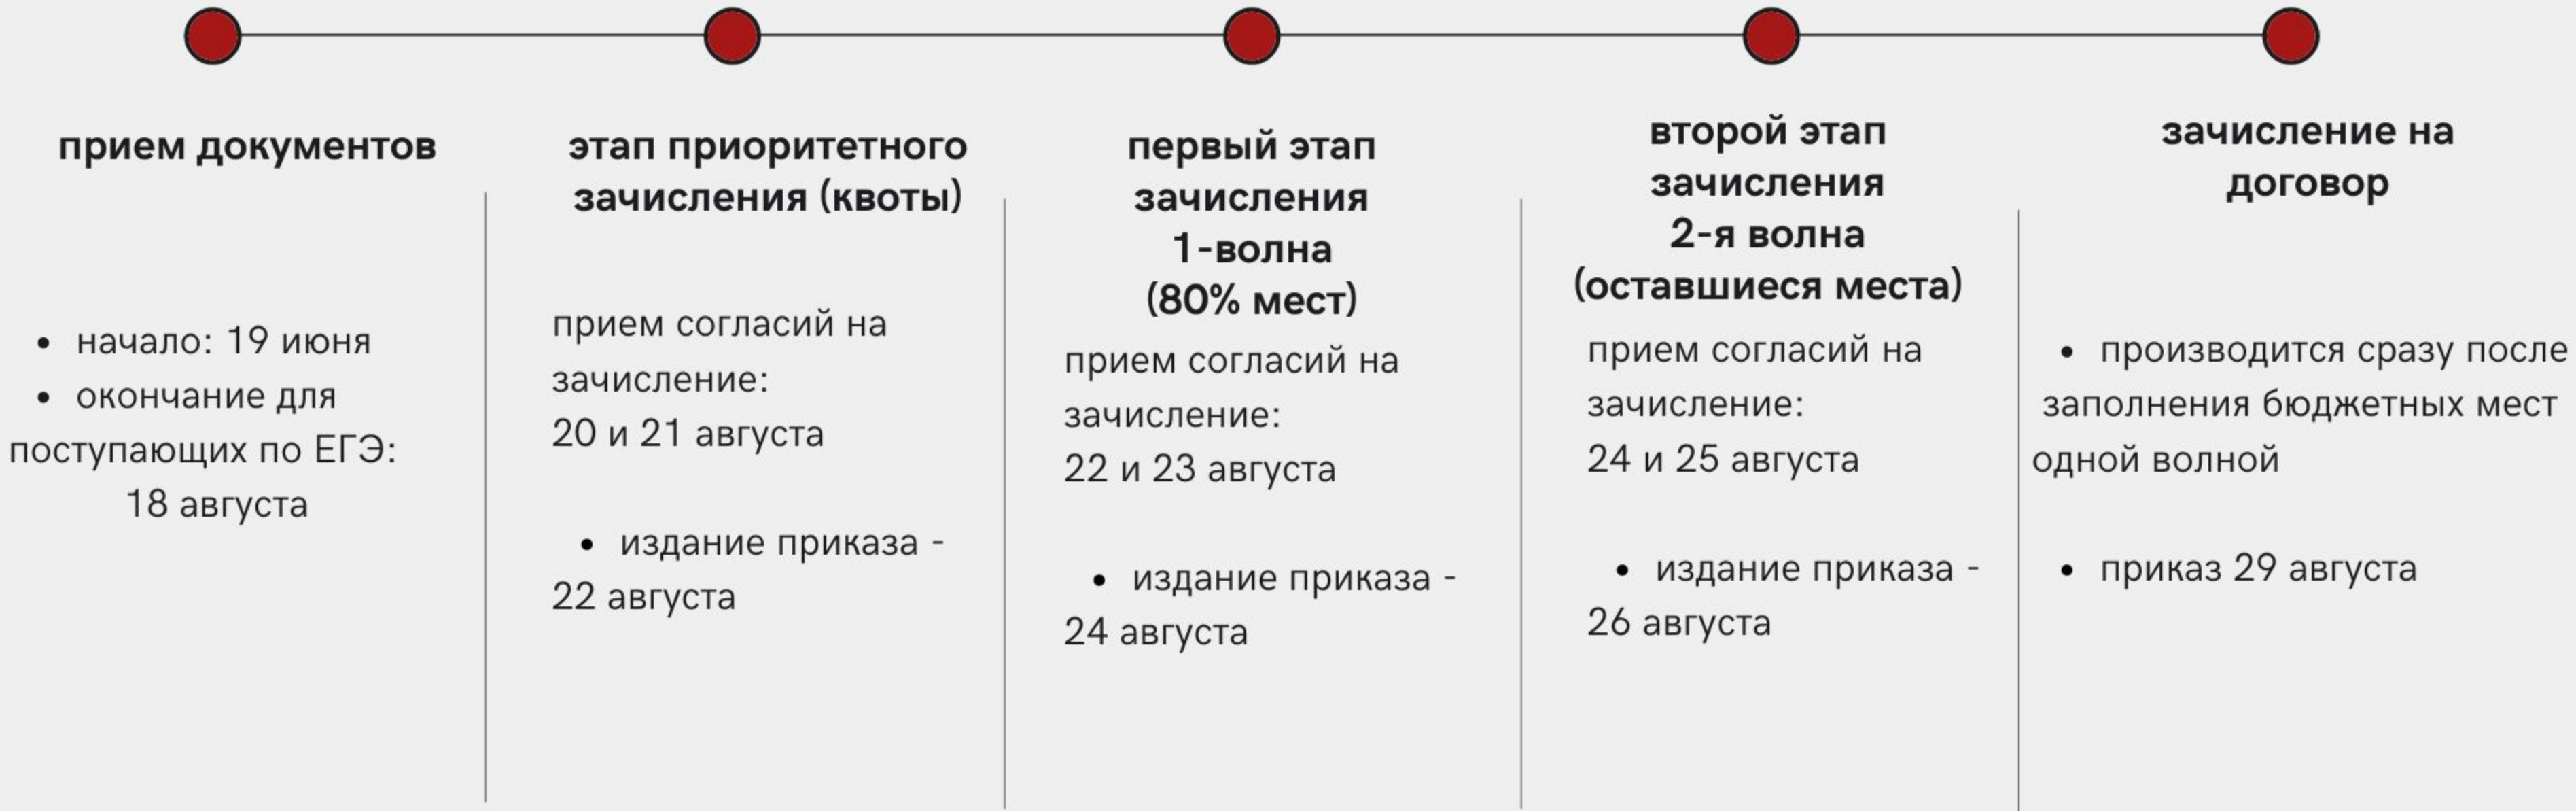 прием документов
• начало: 19 июня
• окончание для
поступающих по ЕГЭ:
18 августа
этап приоритетного
зачисления (квоты)
прием согласий на
зачисление:
20 и 21 августа
• издание приказа -
22 августа
первый этап
зачисления
1-волна
(80% мест)
прием согласий на
зачисление:
22 и 23 августа
• издание приказа -
24 августа
второй этап
зачисления
2-я волна
(оставшиеся места)
прием согласий на
зачисление:
24 и 25 августа
• издание приказа -
26 августа
зачисление на
договор
• производится сразу после
заполнения бюджетных мест
одной волной
• приказ 29 августа